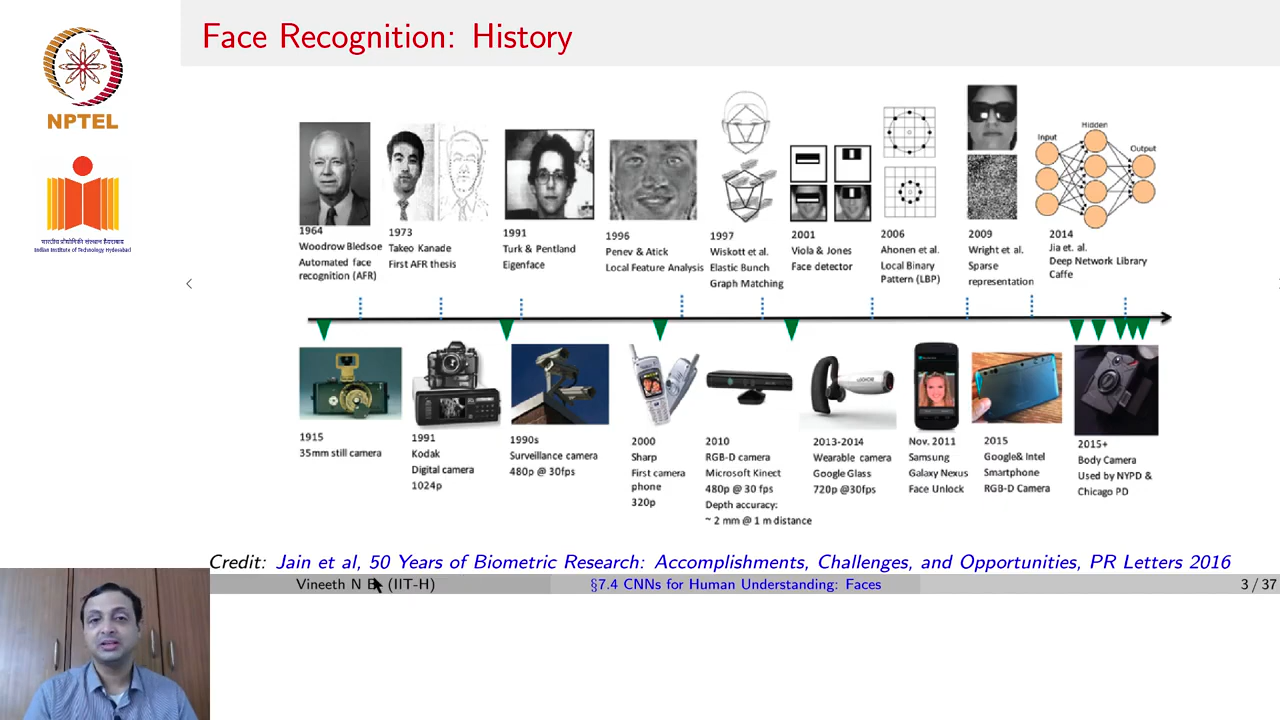 Face Recognition: History
NPTEL
भारतीय प्रौद्योगिकी संस्थान हैदराबाद
Indian Institute of Technology Hyderabad
1964
Woodrow Bledsoe
Automated face
recognition (AFR)
1973
Takeo Kanade
First AFR thesis
1991
Turk & Pentland
Eigenface
1996
Penev & Atick
Local Feature Analysis
1997
Wiskott et al.
Elastic Bunch
Graph Matching
2001
Viola & Jones
Face detector
2006
Ahonen et al.
Local Binary
Pattern (LBP)
2009
Wright et al.
Sparse
representation
Input
Hidden
Output
2014
Jia et. al.
Deep Network Library
Caffe
1915
35mm still camera
1991
Kodak
Digital camera
1024p
1990s
Surveillance camera
480p @ 30fps
2000
Sharp
First camera
phone
320p
2010
RGB-D camera
Microsoft Kinect
480p @ 30 fps
Depth accuracy:
~ 2 mm @ 1 m distance
2013-2014
Wearable camera
Google Glass
720p @30fps
Nov. 2011
Samsung
Galaxy Nexus
Face Unlock
2015
Google& Intel
Smartphone
RGB-D Camera
2015+
Body Camera
Used by NYPD &
Chicago PD
Credit: Jain et al, 50 Years of Biometric Research: Accomplishments, Challenges, and Opportunities, PR Letters 2016
Vineeth N B (IIT-H)
§7.4 CNNs for Human Understanding: Faces
3 / 37